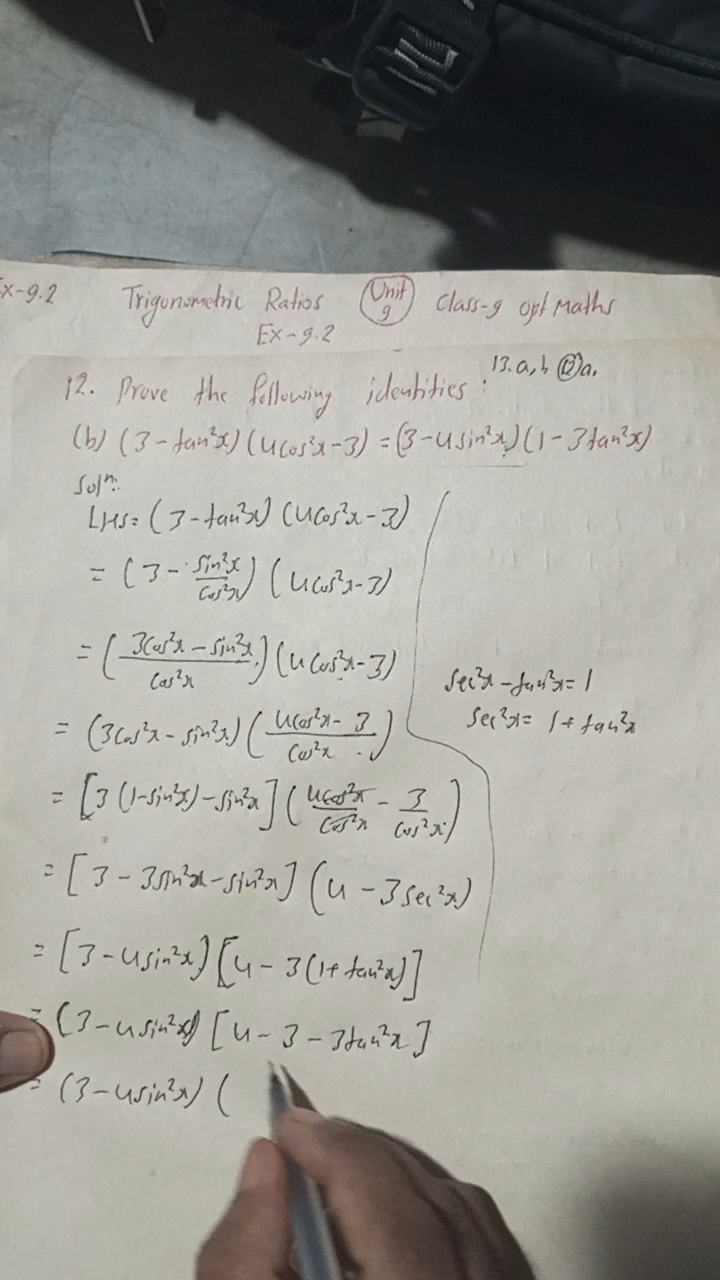 Ex-9.2 Trigonometric Ratios Unit 9 Class-9 Opt Maths
Ex-9.2
13. a, b 12 a.
12. Prove the following identities:
(b) (3 - tan²x) (4cos²x - 3) = (3 - 4sin²x) (1 - 3tan²x)
Solⁿ:
LHS = (3 - tan²x) (4cos²x - 3)
= (3 - sin²x/cos²x) (4cos²x - 3)
= ((3cos²x - sin²x)/cos²x) (4cos²x - 3)
= (3cos²x - sin²x) ((4cos²x - 3)/cos²x)
= [3 (1 - sin²x) - sin²x] (4cos²x/cos²x - 3/cos²x)
= [3 - 3sin²x - sin²x] (4 - 3sec²x)
= [3 - 4sin²x) [4 - 3(1 + tan²x)]
= (3 - 4sin²x) [4 - 3 - 3tan²x]
= (3 - 4sin²x) (
sec²x - tan²x = 1
sec²x = 1 + tan²x